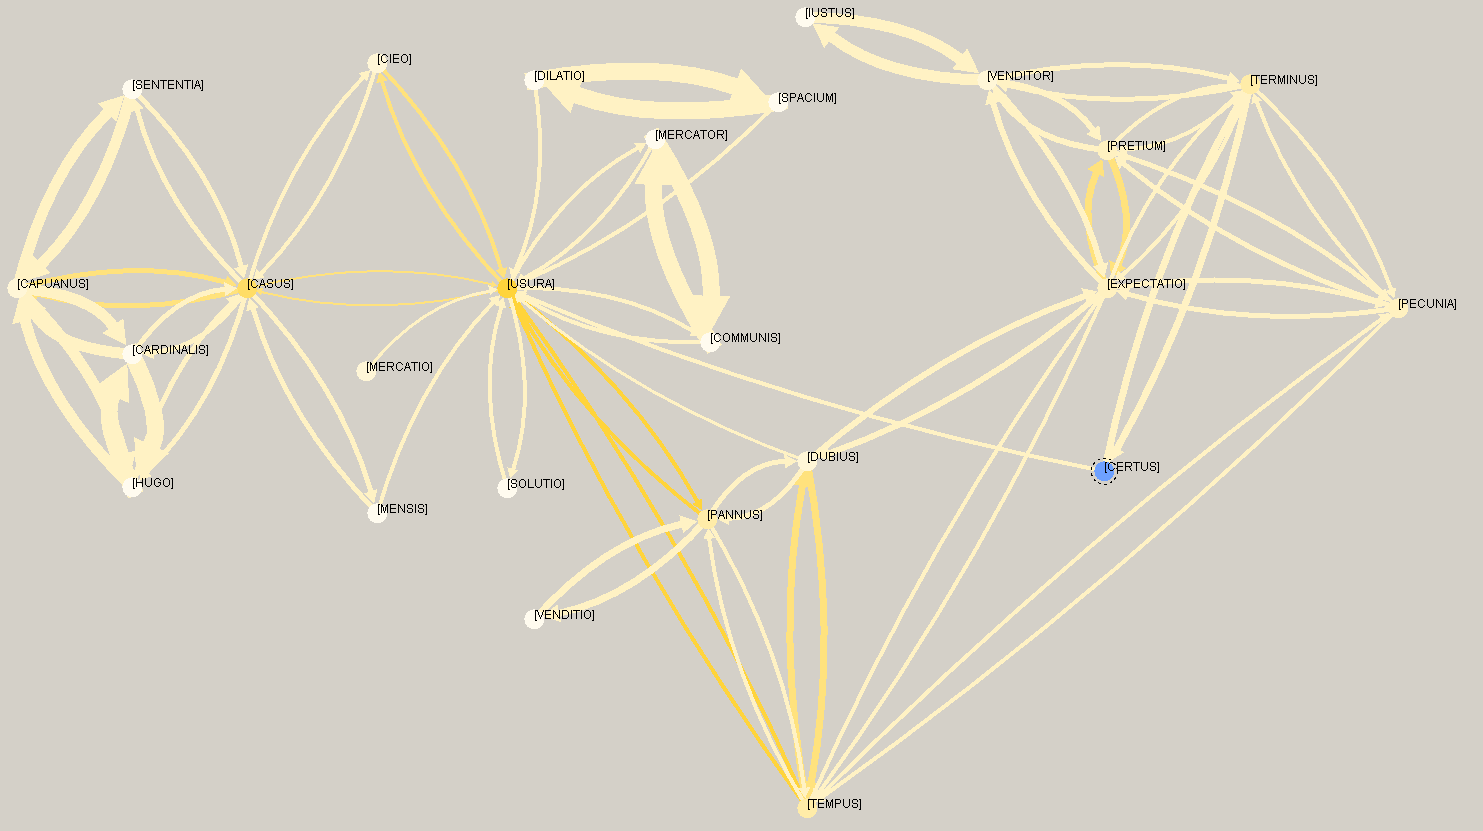 [IUSTUS]
[CIEO]
[DILATIO]
[VENDITOR]
[TERMINUS]
[SENTENTIA]
[SPACIUM]
[MERCATOR]
[PRETIUM]
[CAPUANUS]
[CASUS]
[USURA]
[EXPECTATIO]
[PECUNIA]
[COMMUNIS]
[CARDINALIS]
[MERCATIO]
[DUBIUS]
[CERTUS]
[HUGO]
[SOLUTIO]
[MENSIS]
[PANNUS]
[VENDITIO]
[TEMPUS]